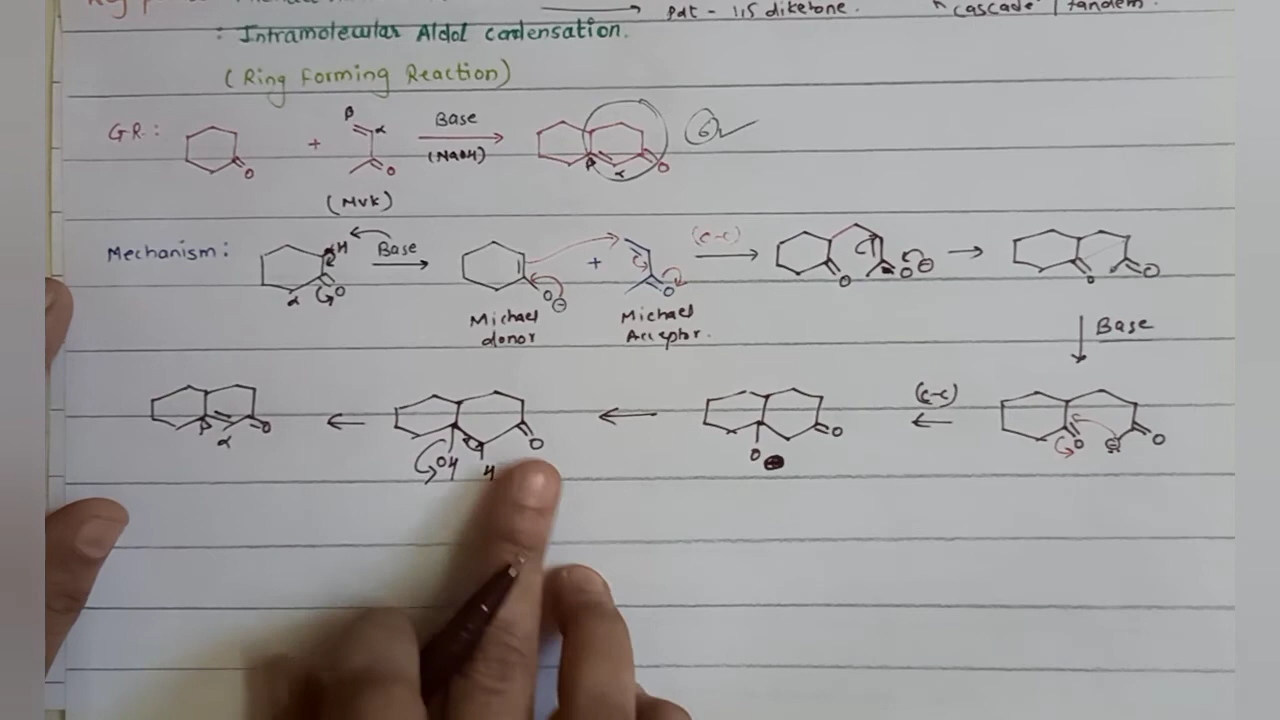 Pdt - 1,5 diketone. cascade / tandem.
: Intramolecular Aldol condensation.
(Ring Forming Reaction)
G.R.: + β α O Base (NaOH) β α O 6
(MVK)
Mechanism: H α O Base O⊖ + O (C-C) O O⊖ O O
Michael donor
Michael Acceptor.
Base
β α O OH H O O O (C-C) O O